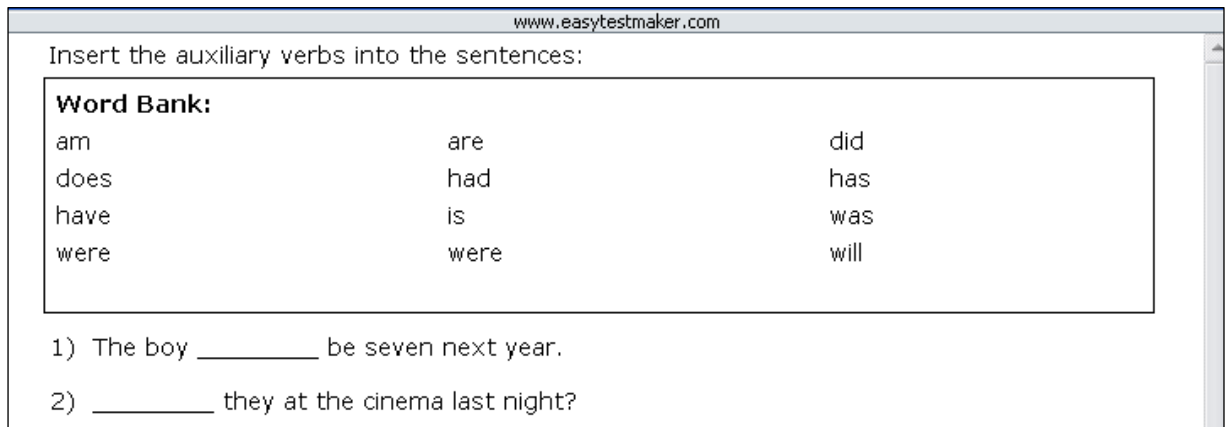 www.easytestmaker.com
Insert the auxiliary verbs into the sentences:
Word Bank:
am are did
does had has
have is was
were were will
1) The boy _________ be seven next year.
2) _________ they at the cinema last night?